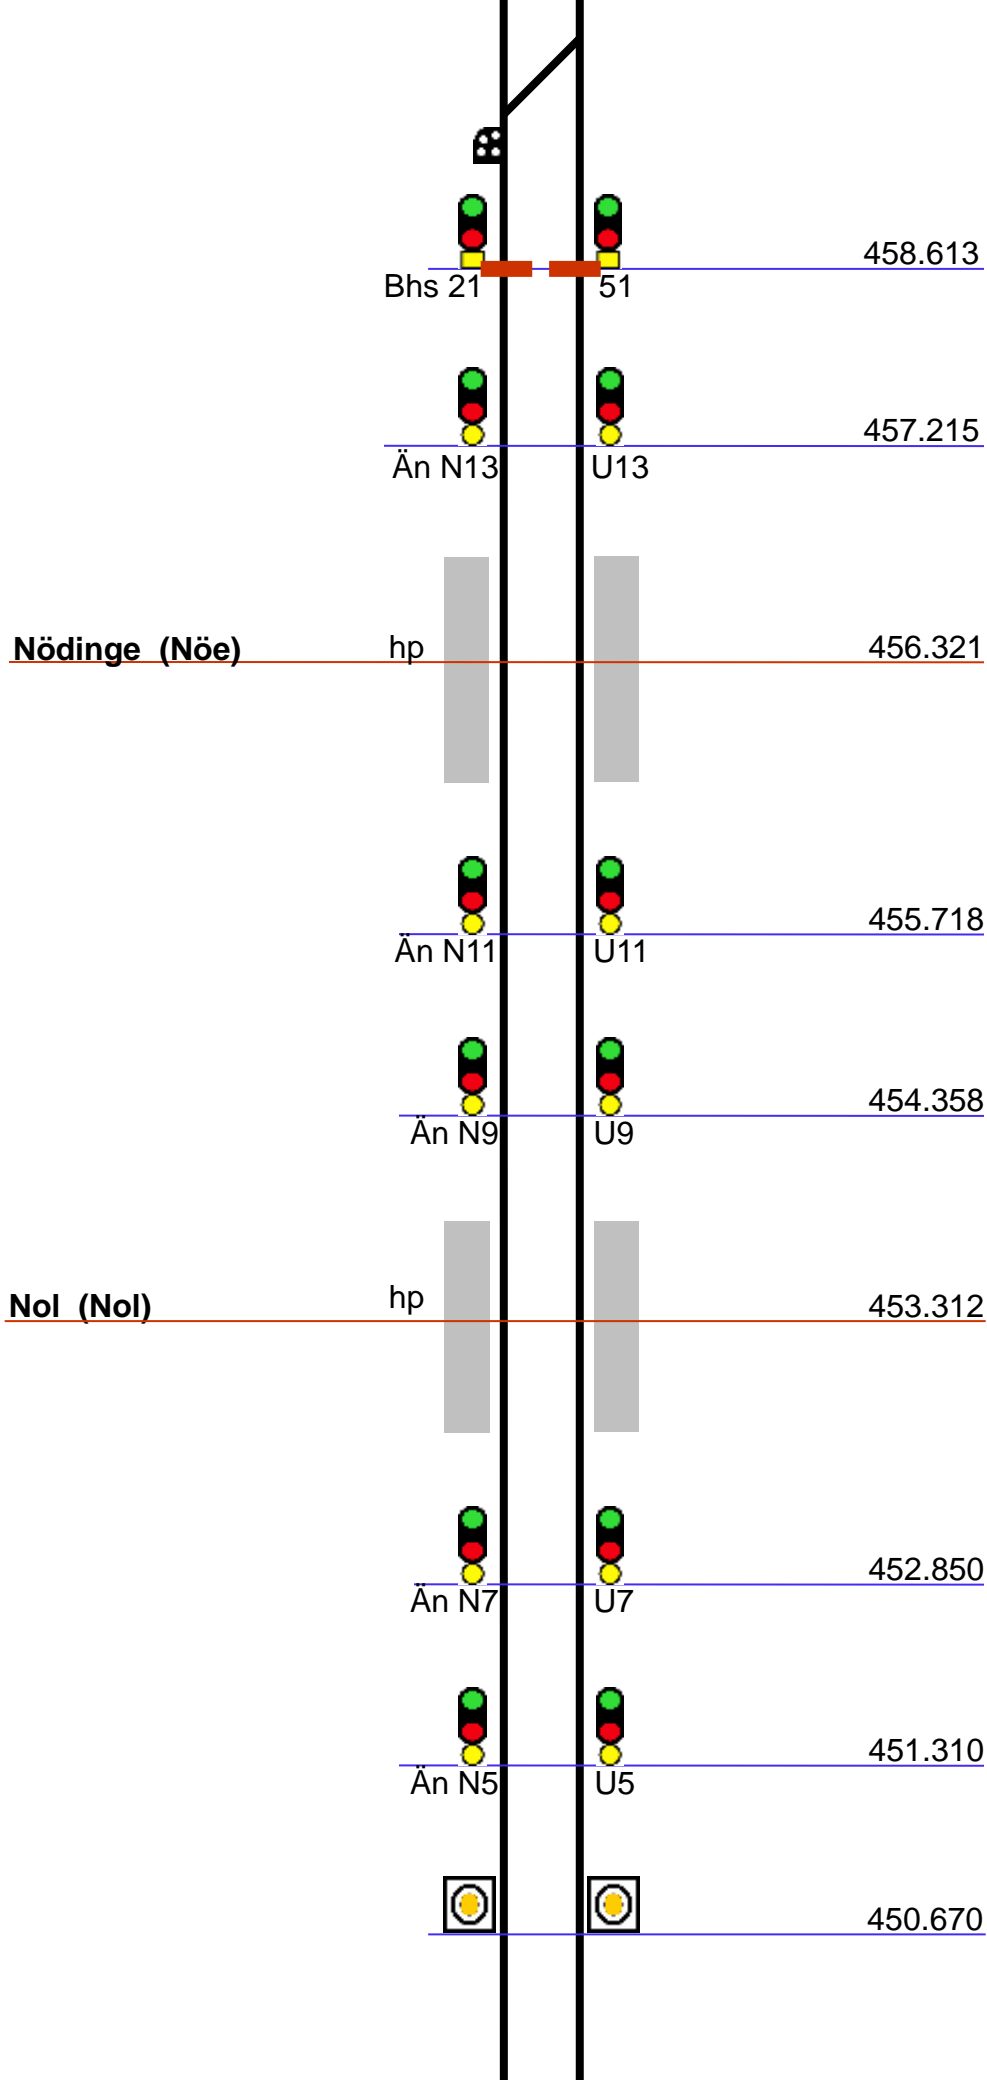 458.613
Bhs 21 51
457.215
Än N13 U13
Nödinge (Nöe) hp 456.321
455.718
Än N11 U11
454.358
Än N9 U9
Nol (Nol) hp 453.312
452.850
Än N7 U7
451.310
Än N5 U5
450.670